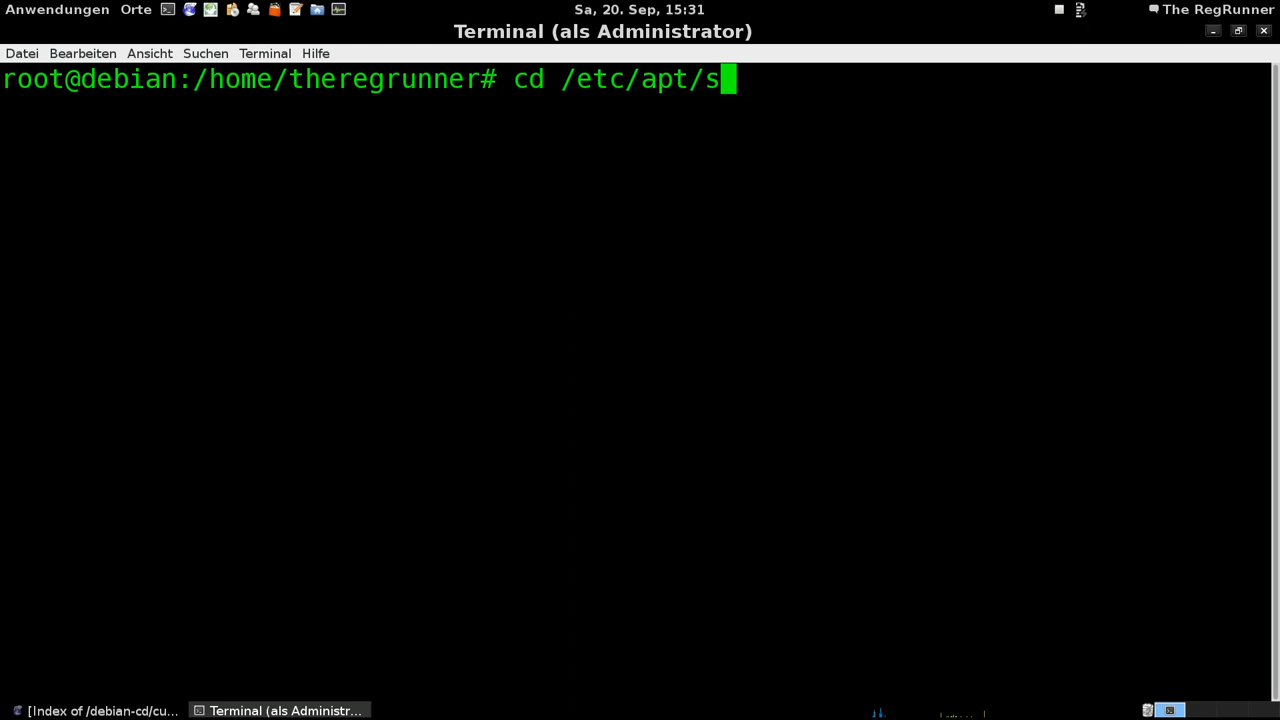 Anwendungen Orte Sa, 20. Sep, 15:31 The RegRunner
Terminal (als Administrator)
Datei Bearbeiten Ansicht Suchen Terminal Hilfe
root@debian:/home/theregrunner# cd /etc/apt/s
[Index of /debian-cd/cu... Terminal (als Administr...